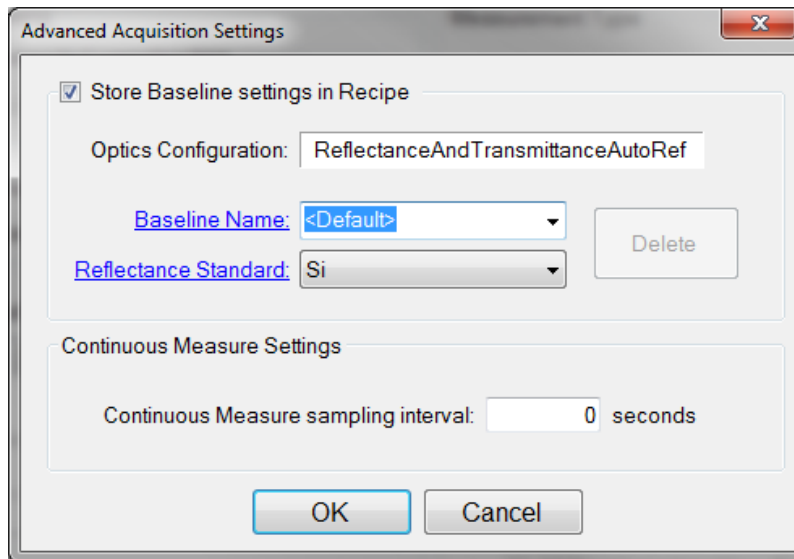 Advanced Acquisition Settings
Store Baseline settings in Recipe
Optics Configuration: ReflectanceAndTransmittanceAutoRef
Baseline Name: <Default>
Delete
Reflectance Standard: Si
Continuous Measure Settings
Continuous Measure sampling interval: 0 seconds
OK Cancel